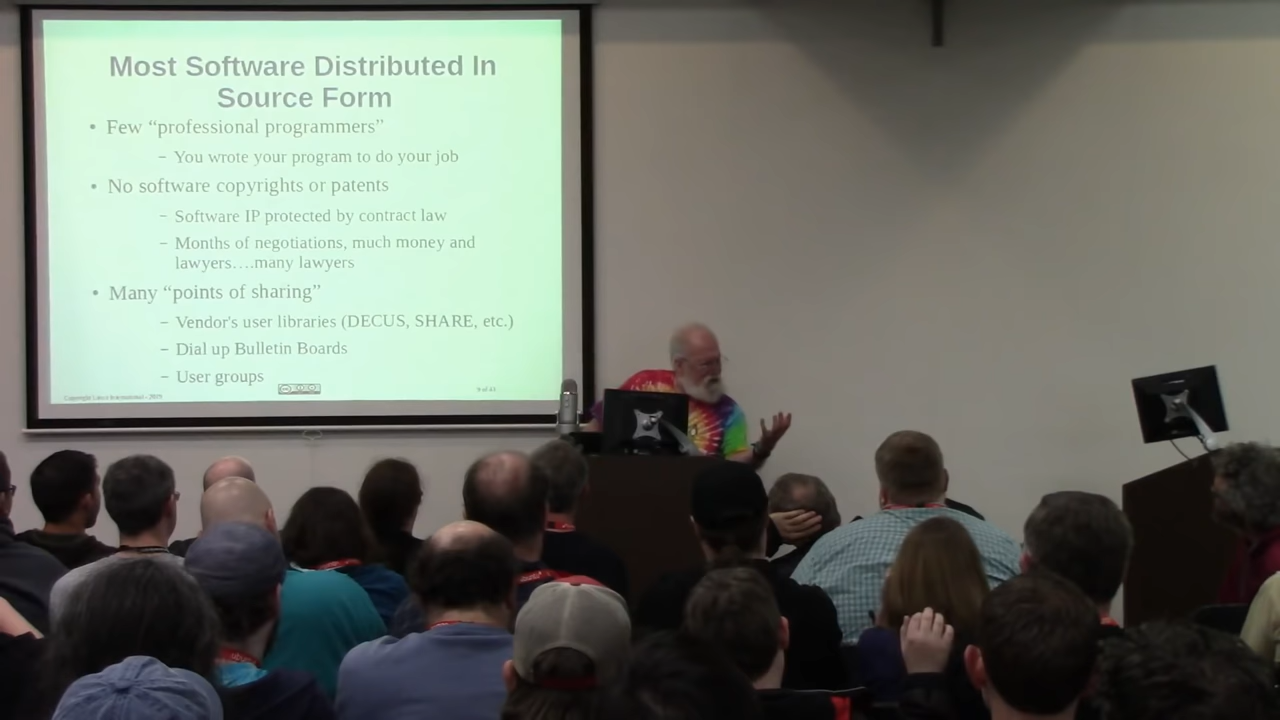 Most Software Distributed In
Source Form
• Few “professional programmers”
– You wrote your program to do your job
• No software copyrights or patents
– Software IP protected by contract law
– Months of negotiations, much money and
lawyers….many lawyers
• Many “points of sharing”
– Vendor's user libraries (DECUS, SHARE, etc.)
– Dial up Bulletin Boards
– User groups